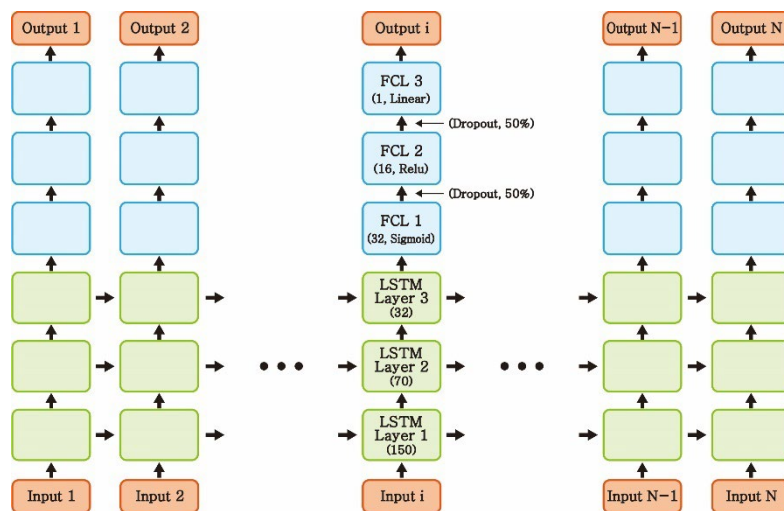 Output 1
Output 2
Output i
Output N-1
Output N
FCL 3
(1, Linear)
(Dropout, 50%)
FCL 2
(16, Relu)
(Dropout, 50%)
FCL 1
(32, Sigmoid)
LSTM
Layer 3
(32)
LSTM
Layer 2
(70)
LSTM
Layer 1
(150)
Input 1
Input 2
Input i
Input N-1
Input N